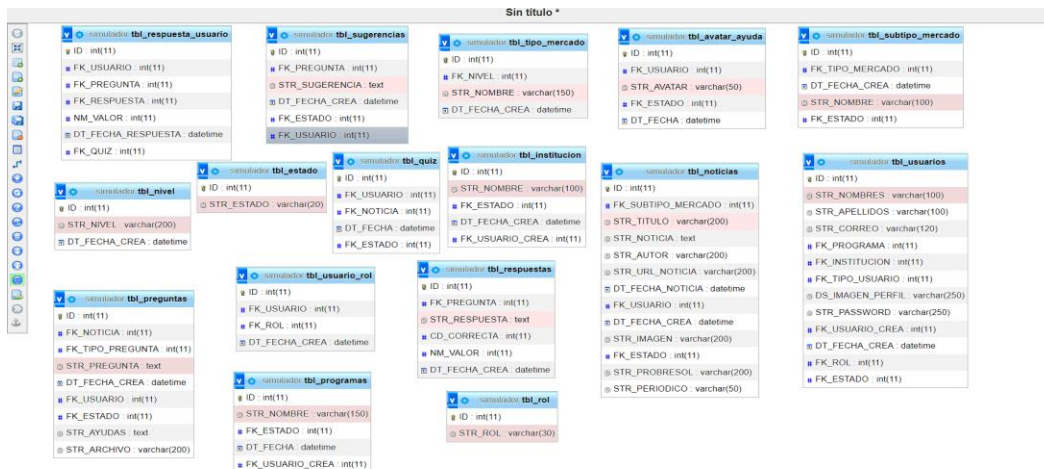 Sin título *
simulador tbl_respuesta_usuario
ID : int(11)
FK_USUARIO : int(11)
FK_PREGUNTA : int(11)
FK_RESPUESTA : int(11)
NM_VALOR : int(11)
DT_FECHA_RESPUESTA : datetime
FK_QUIZ : int(11)
simulador tbl_sugerencias
ID : int(11)
FK_PREGUNTA : int(11)
STR_SUGERENCIA : text
DT_FECHA_CREA : datetime
FK_ESTADO : int(11)
FK_USUARIO : int(11)
simulador tbl_tipo_mercado
ID : int(11)
FK_NIVEL : int(11)
STR_NOMBRE : varchar(150)
DT_FECHA_CREA : datetime
simulador tbl_avatar_ayuda
ID : int(11)
FK_USUARIO : int(11)
STR_AVATAR : varchar(50)
FK_ESTADO : int(11)
DT_FECHA : datetime
simulador tbl_subtipo_mercado
ID : int(11)
FK_TIPO_MERCADO : int(11)
DT_FECHA_CREA : datetime
STR_NOMBRE : varchar(100)
FK_ESTADO : int(11)
simulador tbl_nivel
ID : int(11)
STR_NIVEL : varchar(200)
DT_FECHA_CREA : datetime
simulador tbl_estado
ID : int(11)
STR_ESTADO : varchar(20)
simulador tbl_quiz
ID : int(11)
FK_USUARIO : int(11)
FK_NOTICIA : int(11)
DT_FECHA : datetime
FK_ESTADO : int(11)
simulador tbl_institucion
ID : int(11)
STR_NOMBRE : varchar(100)
FK_ESTADO : int(11)
DT_FECHA_CREA : datetime
FK_USUARIO_CREA : int(11)
simulador tbl_noticias
ID : int(11)
FK_SUBTIPO_MERCADO : int(11)
STR_TITULO : varchar(200)
STR_NOTICIA : text
STR_AUTOR : varchar(200)
STR_URL_NOTICIA : varchar(200)
DT_FECHA_NOTICIA : datetime
FK_USUARIO : int(11)
DT_FECHA_CREA : datetime
STR_IMAGEN : varchar(200)
FK_ESTADO : int(11)
STR_PROBRESOL : varchar(200)
STR_PERIODICO : varchar(50)
simulador tbl_usuarios
ID : int(11)
STR_NOMBRES : varchar(100)
STR_APELLIDOS : varchar(100)
STR_CORREO : varchar(120)
FK_PROGRAMA : int(11)
FK_INSTITUCION : int(11)
FK_TIPO_USUARIO : int(11)
DS_IMAGEN_PERFIL : varchar(250)
STR_PASSWORD : varchar(250)
FK_USUARIO_CREA : int(11)
DT_FECHA_CREA : datetime
FK_ROL : int(11)
FK_ESTADO : int(11)
simulador tbl_preguntas
ID : int(11)
FK_NOTICIA : int(11)
FK_TIPO_PREGUNTA : int(11)
STR_PREGUNTA : text
DT_FECHA_CREA : datetime
FK_USUARIO : int(11)
FK_ESTADO : int(11)
STR_AYUDAS : text
STR_ARCHIVO : varchar(200)
simulador tbl_usuario_rol
ID : int(11)
FK_USUARIO : int(11)
FK_ROL : int(11)
DT_FECHA_CREA : datetime
simulador tbl_respuestas
ID : int(11)
FK_PREGUNTA : int(11)
STR_RESPUESTA : text
CD_CORRECTA : int(11)
NM_VALOR : int(11)
DT_FECHA_CREA : datetime
simulador tbl_programas
ID : int(11)
STR_NOMBRE : varchar(150)
FK_ESTADO : int(11)
DT_FECHA : datetime
FK_USUARIO_CREA : int(11)
simulador tbl_rol
ID : int(11)
STR_ROL : varchar(30)